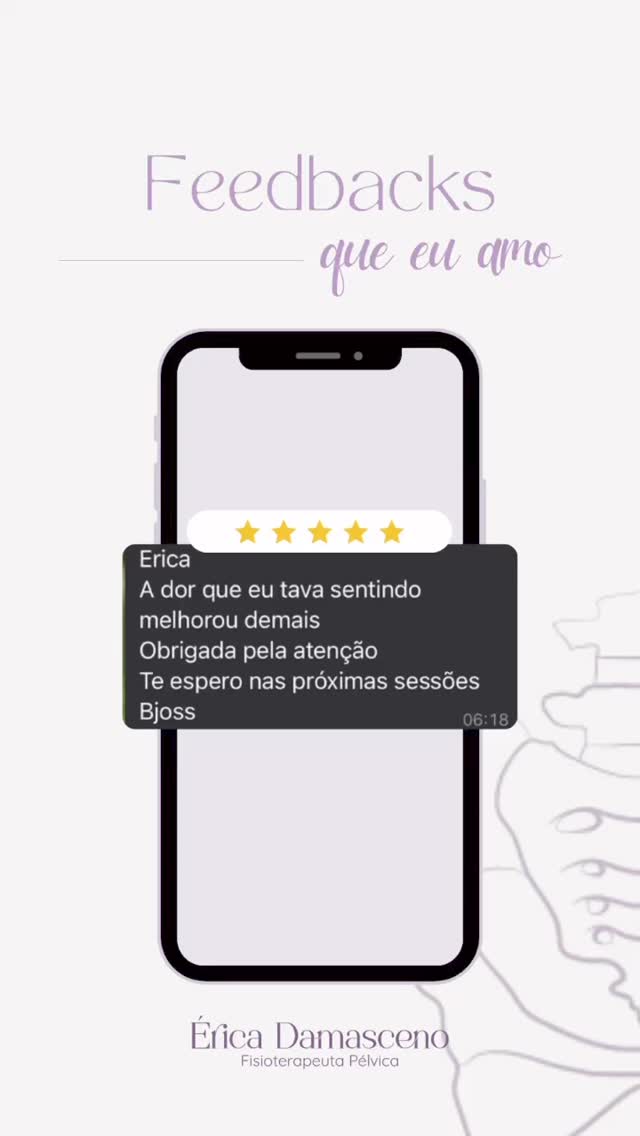 Feedbacks
que eu amo
Erica
A dor que eu tava sentindo
melhorou demais
Obrigada pela atenção
Te espero nas próximas sessões
Bjoss
06:18
Érica Damasceno
Fisioterapeuta Pélvica